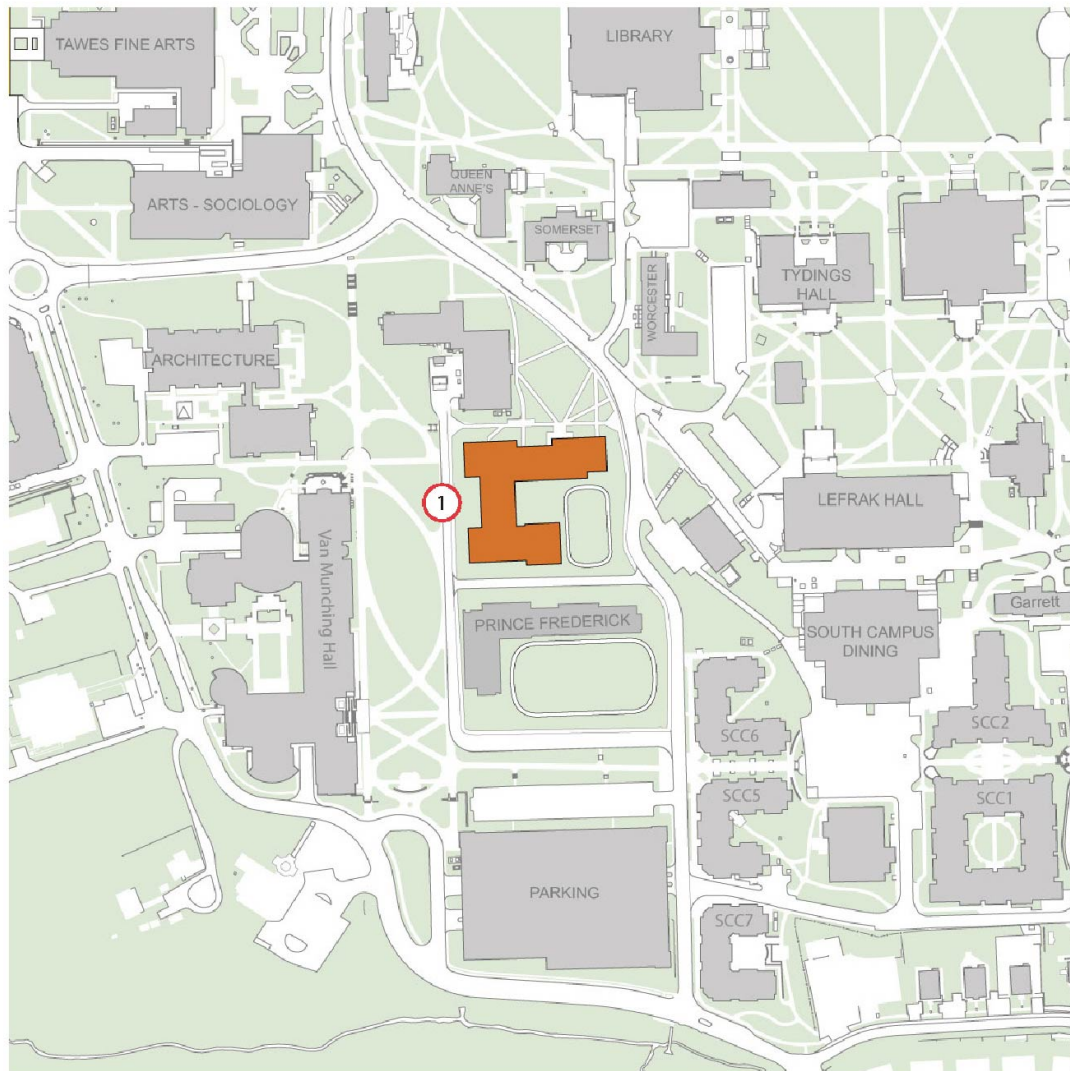 TAWES FINE ARTS
LIBRARY
QUEEN
ANNE'S
ARTS - SOCIOLOGY
SOMERSET
TYDINGS
HALL
WORCESTER
ARCHITECTURE
1
LEFRAK HALL
Van Munching Hall
Garrett
PRINCE FREDERICK
SOUTH CAMPUS
DINING
SCC6
SCC2
SCC5
SCC1
PARKING
SCC7